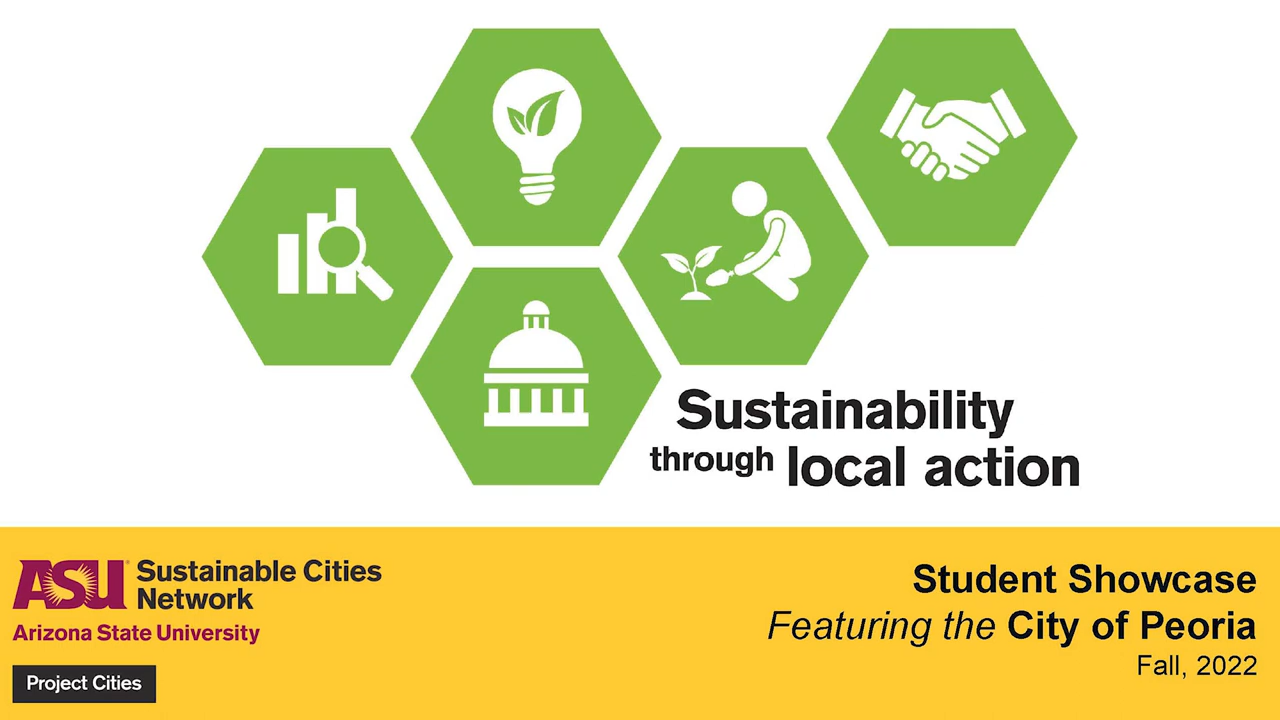 Sustainability
through local action
ASU Sustainable Cities
Network
Arizona State University
Project Cities
Student Showcase
Featuring the City of Peoria
Fall, 2022